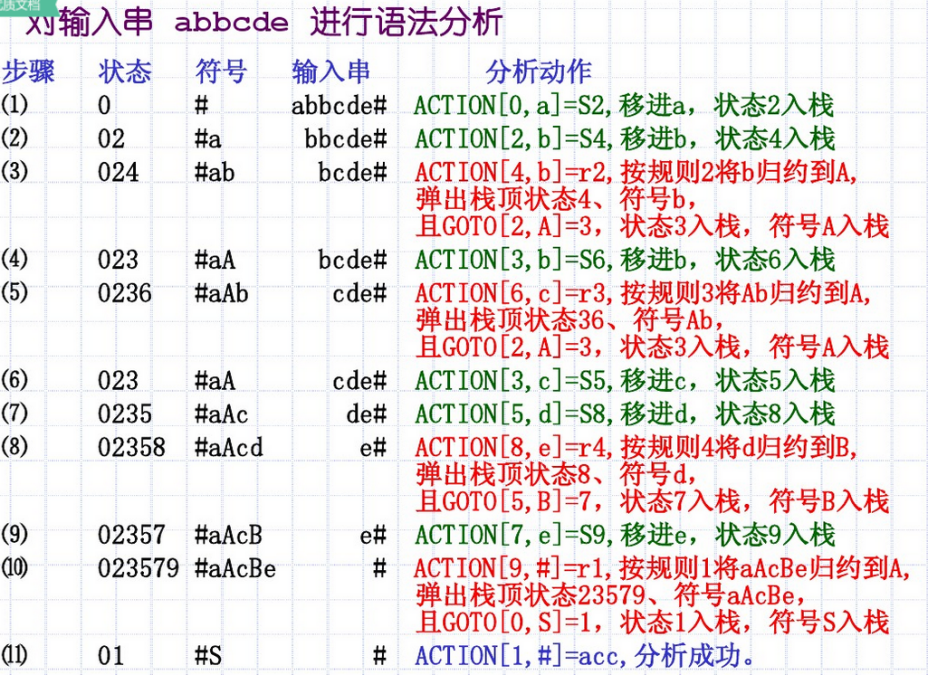 质文档
对输入串 abbcde 进行语法分析
步骤 状态 符号 输入串 分析动作
(1) 0 # abbcde# ACTION[0,a]=S2,移进a，状态2入栈
(2) 02 #a bbcde# ACTION[2,b]=S4,移进b，状态4入栈
(3) 024 #ab bcde# ACTION[4,b]=r2,按规则2将b归约到A,
弹出栈顶状态4、符号b,
且GOTO[2,A]=3，状态3入栈，符号A入栈
(4) 023 #aA bcde# ACTION[3,b]=S6,移进b，状态6入栈
(5) 0236 #aAb cde# ACTION[6,c]=r3,按规则3将Ab归约到A,
弹出栈顶状态36、符号Ab,
且GOTO[2,A]=3，状态3入栈，符号A入栈
(6) 023 #aA cde# ACTION[3,c]=S5,移进c，状态5入栈
(7) 0235 #aAc de# ACTION[5,d]=S8,移进d，状态8入栈
(8) 02358 #aAcd e# ACTION[8,e]=r4,按规则4将d归约到B,
弹出栈顶状态8、符号d,
且GOTO[5,B]=7，状态7入栈，符号B入栈
(9) 02357 #aAcB e# ACTION[7,e]=S9,移进e，状态9入栈
(10) 023579 #aAcBe # ACTION[9,#]=r1,按规则1将aAcBe归约到A,
弹出栈顶状态23579、符号aAcBe,
且GOTO[0,S]=1，状态1入栈，符号S入栈
(11) 01 #S # ACTION[1,#]=acc,分析成功。